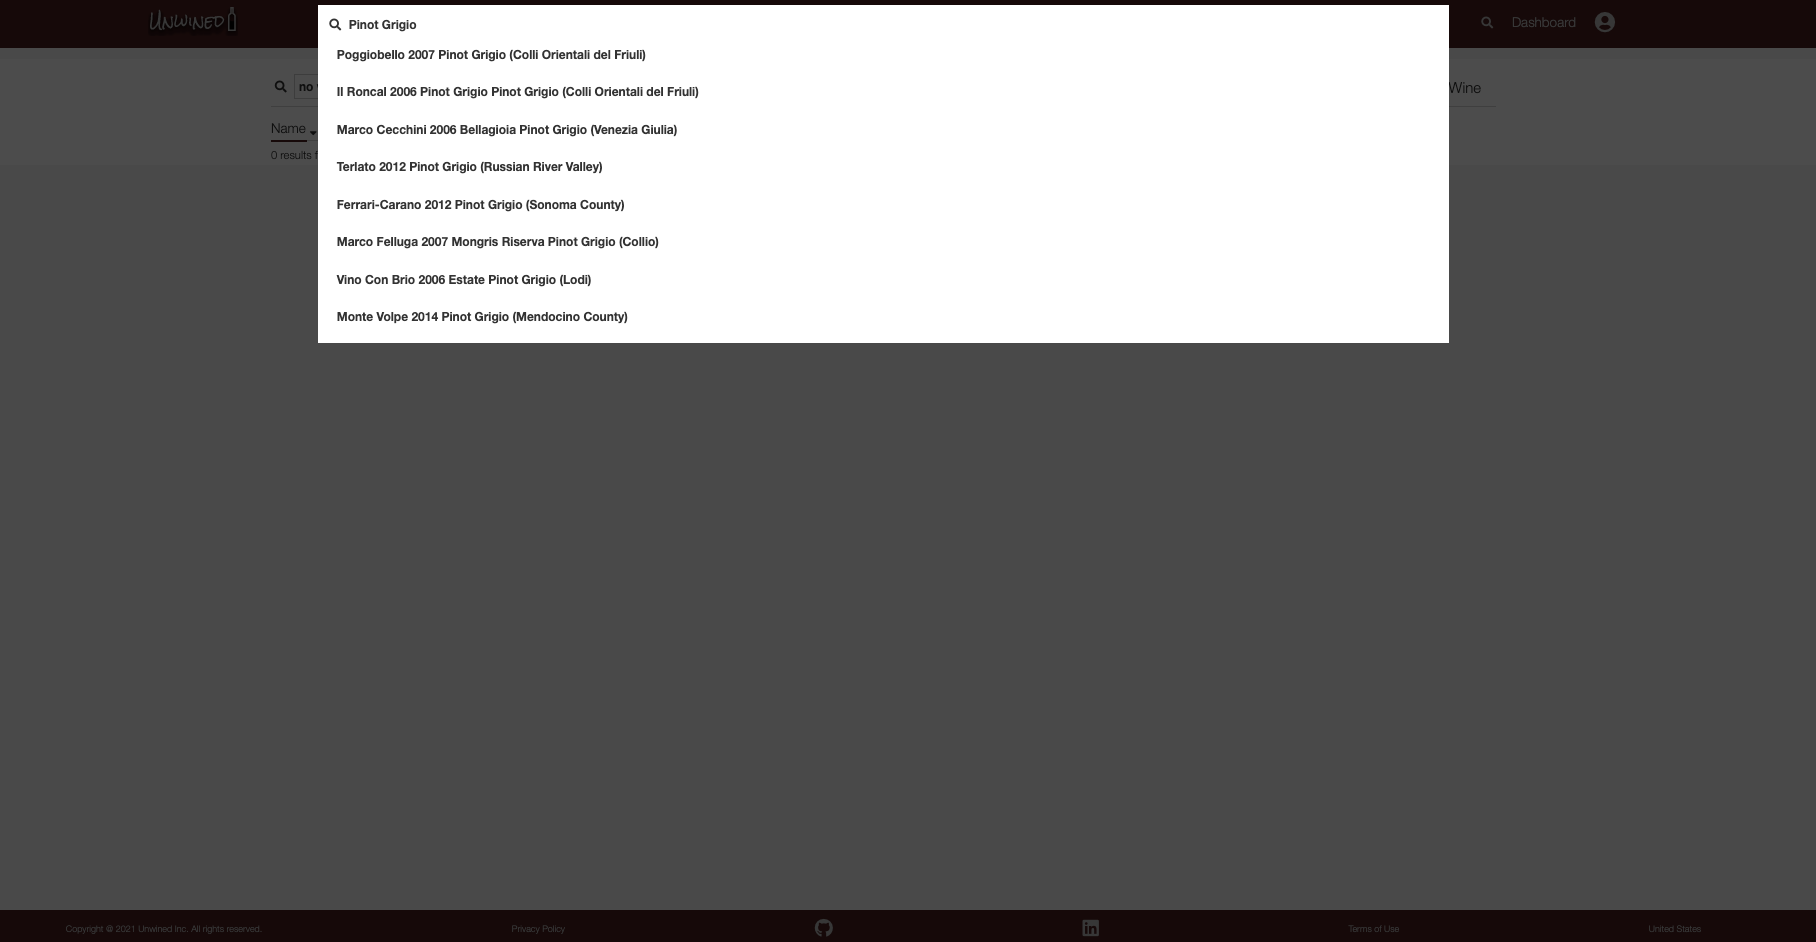 Unwined
Pinot Grigio
Dashboard
Poggiobello 2007 Pinot Grigio (Colli Orientali del Friuli)
no
Wine
Il Roncal 2006 Pinot Grigio Pinot Grigio (Colli Orientali del Friuli)
Name
Marco Cecchini 2006 Bellagioia Pinot Grigio (Venezia Giulia)
0 results
Terlato 2012 Pinot Grigio (Russian River Valley)
Ferrari-Carano 2012 Pinot Grigio (Sonoma County)
Marco Felluga 2007 Mongris Riserva Pinot Grigio (Collio)
Vino Con Brio 2006 Estate Pinot Grigio (Lodi)
Monte Volpe 2014 Pinot Grigio (Mendocino County)
Copyright © 2021 Unwined Inc. All rights reserved.
Privacy Policy
Terms of Use
United States